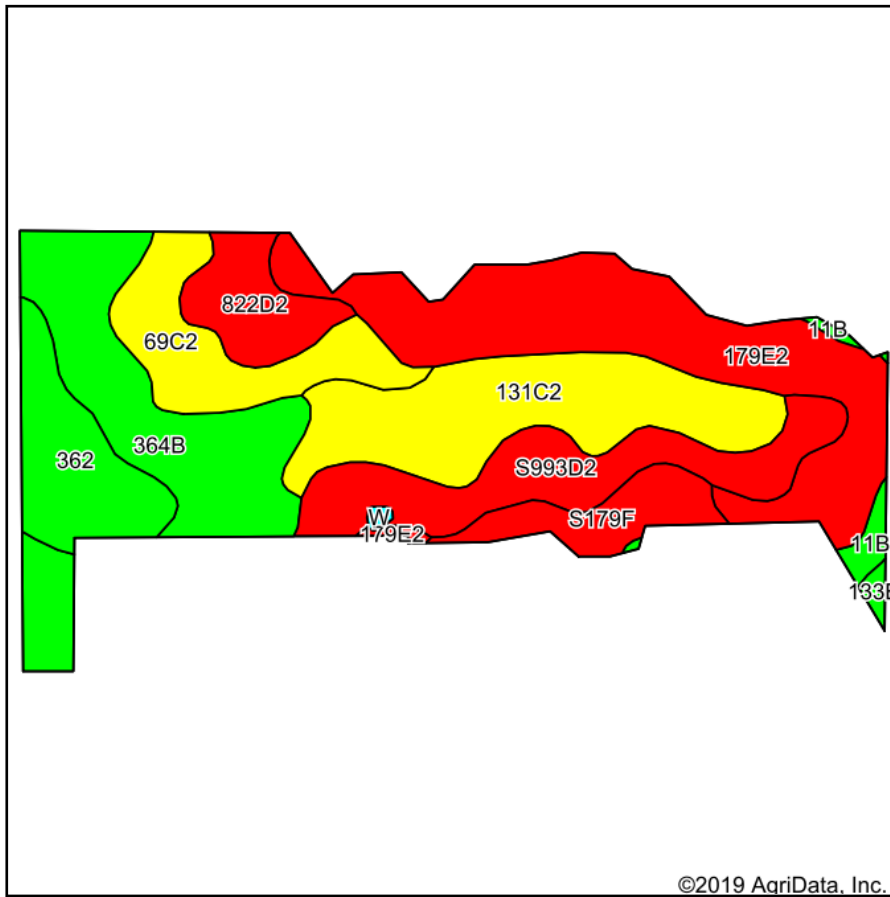 822D2
11B
69C2
179E2
131C2
364B
362
S993D2
W
S179F
179E2
11B
133B
©2019 AgriData, Inc.